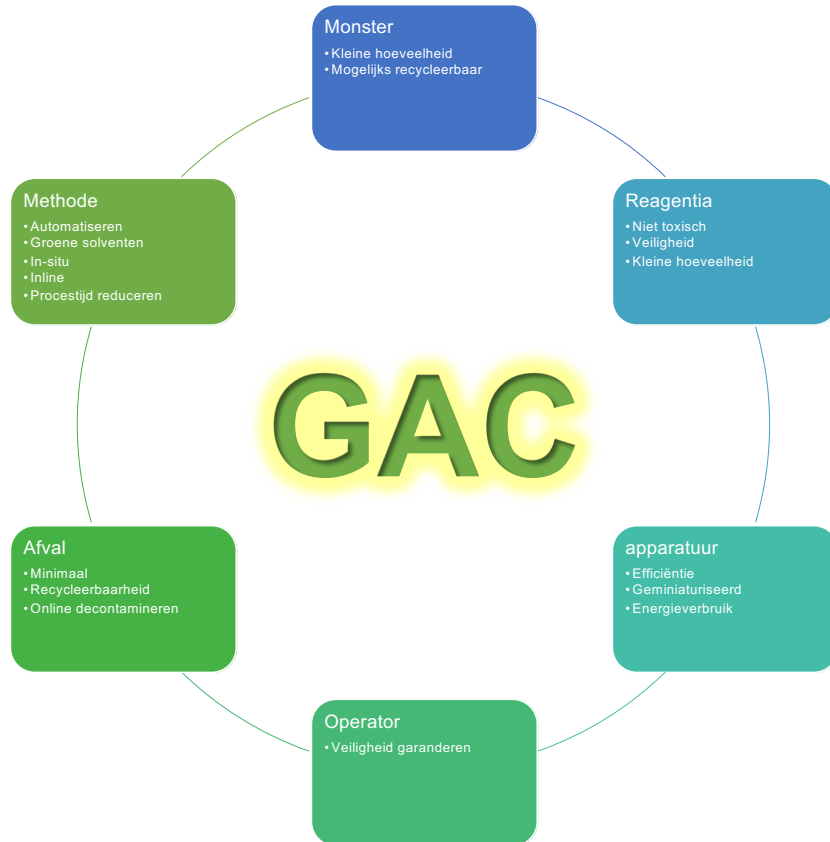 Monster
• Kleine hoeveelheid
• Mogelijks recycleerbaar
Methode
• Automatiseren
• Groene solventen
• In-situ
• Inline
• Procestijd reduceren
Reagentia
• Niet toxisch
• Veiligheid
• Kleine hoeveelheid
GAC
Afval
• Minimaal
• Recycleerbaarheid
• Online decontamineren
apparatuur
• Efficiëntie
• Geminiaturiseerd
• Energieverbruik
Operator
• Veiligheid garanderen